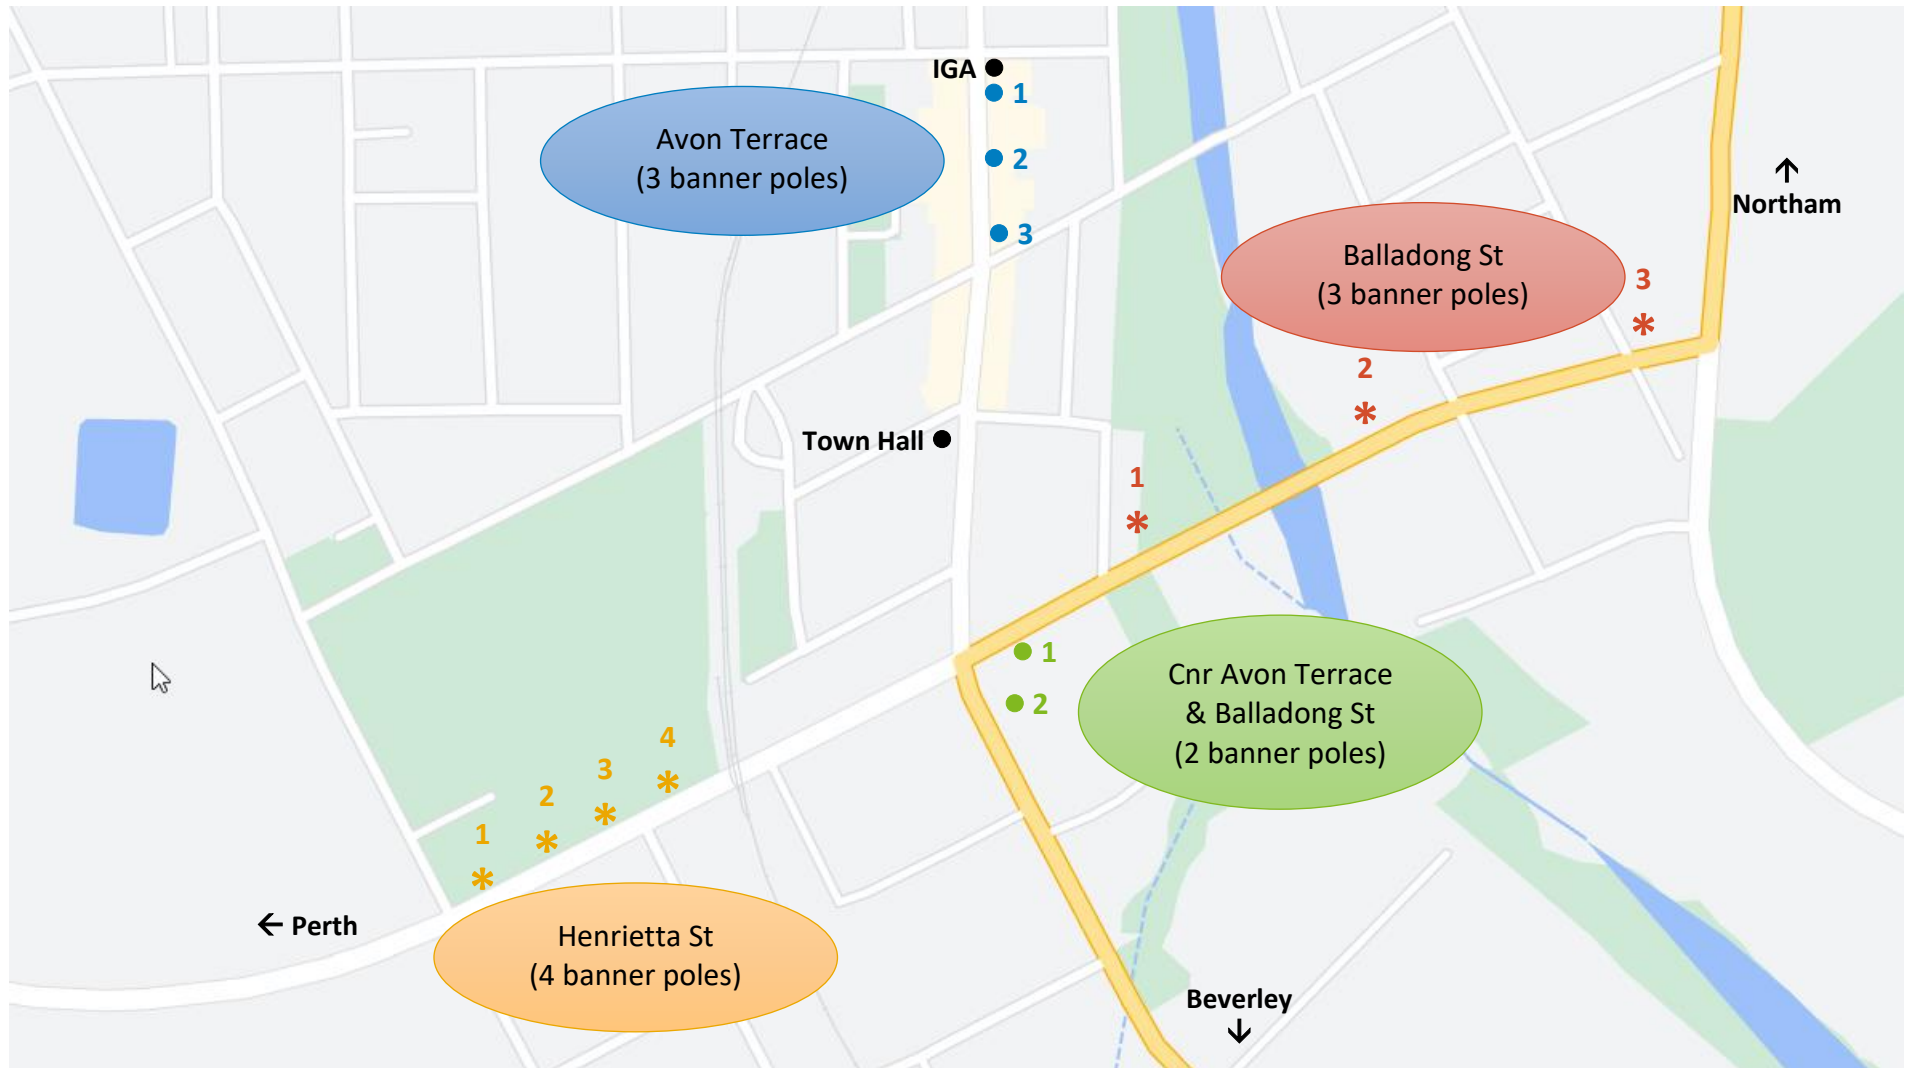 IGA
1
Avon Terrace
(3 banner poles)
2
3
↑
Northam
Balladong St
(3 banner poles)
3
*
2
*
Town Hall
1
*
1
2
Cnr Avon Terrace
& Balladong St
(2 banner poles)
4
*
3
*
2
*
1
*
← Perth
Henrietta St
(4 banner poles)
Beverley
↓